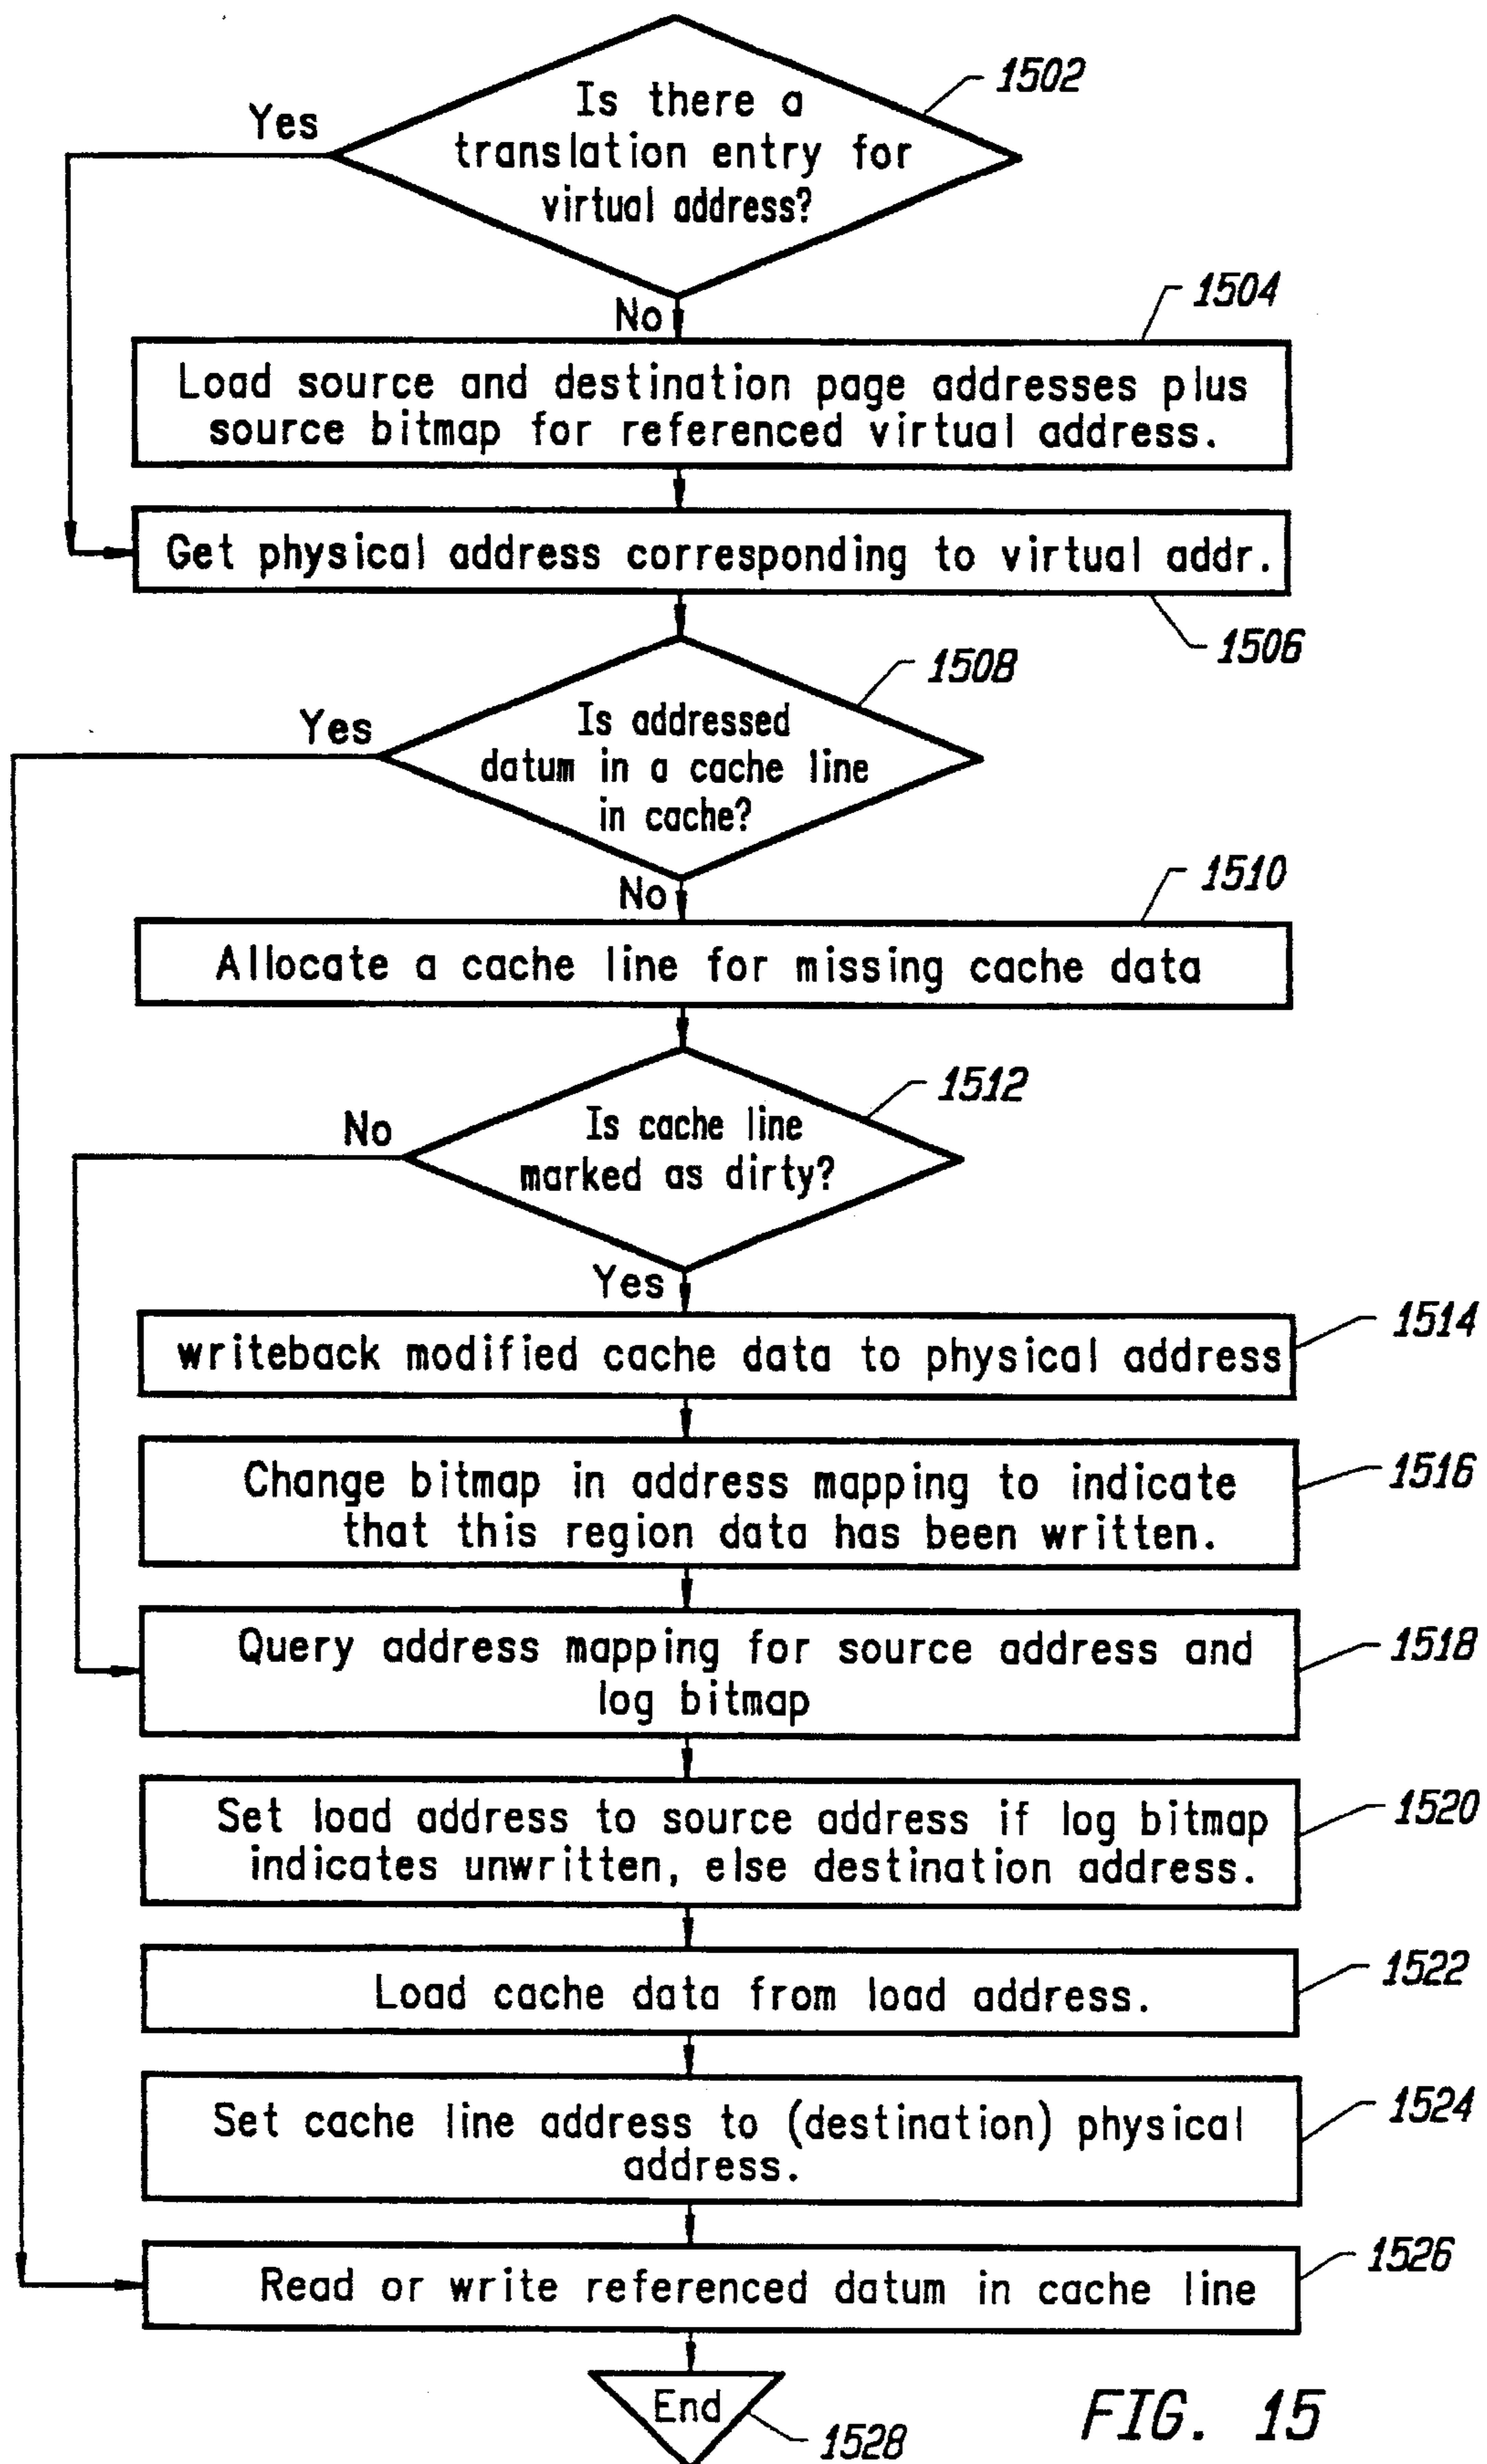 1502
Is there a
Yes
translation entry for
virtual address?
1504
No
Load source and destination page addresses plus
source bitmap for referenced virtual address.
Get physical address corresponding to virtual addr.
1506
1508
Is addressed
Yes
datum in a cache line
in cache?
1510
No
Allocate a cache line for missing cache data
1512
Is cache line
No
marked as dirty?
Yes
1514
writeback modified cache data to physical address
1516
Change bitmap in address mapping to indicate
that this region data has been written.
1518
Query address mapping for source address and
log bitmap
1520
Set load address to source address if log bitmap
indicates unwritten, else destination address.
1522
Load cache data from load address.
1524
Set cache line address to (destination) physical
address.
1526
Read or write referenced datum in cache line
End
1528
FIG. 15